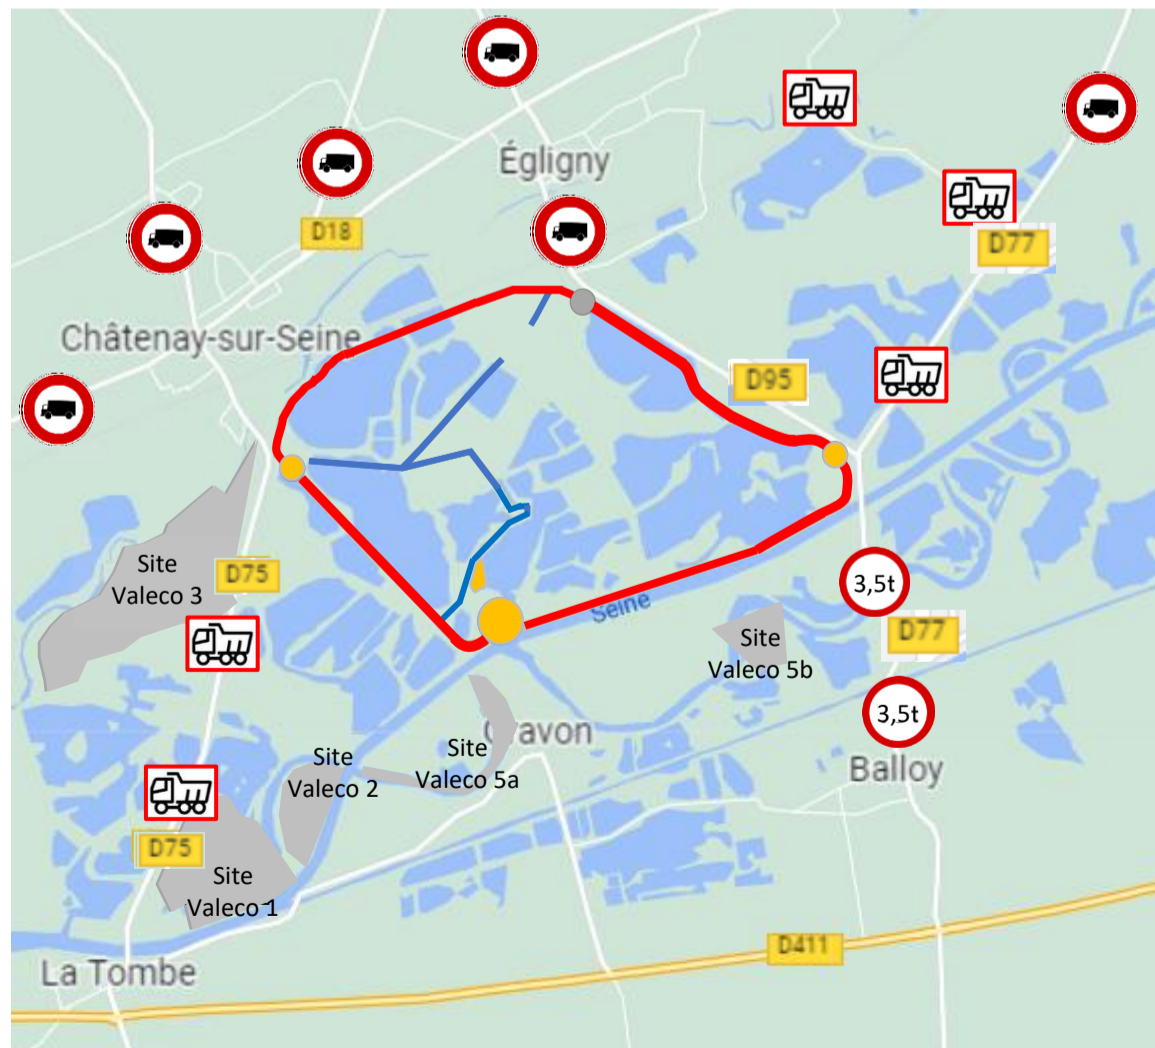 Égligny
D18
D77
Châtenay-sur-Seine
D95
Site
Valeco 3
D75
3,5t
Seine
D77
Site
Valeco 5b
3,5t
Gravon
Site
Valeco 5a
Site
Valeco 2
Balloy
D75
Site
Valeco 1
D411
La Tombe